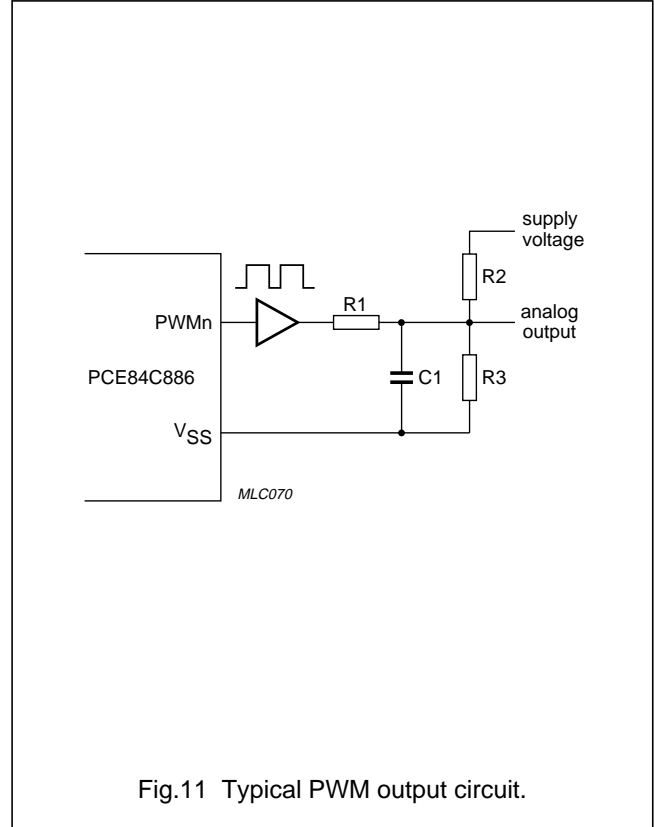 supply
voltage
R2
R1
analog
output
PWMn
PCE84C886
C1
R3
VSS
MLC070
Fig.11 Typical PWM output circuit.